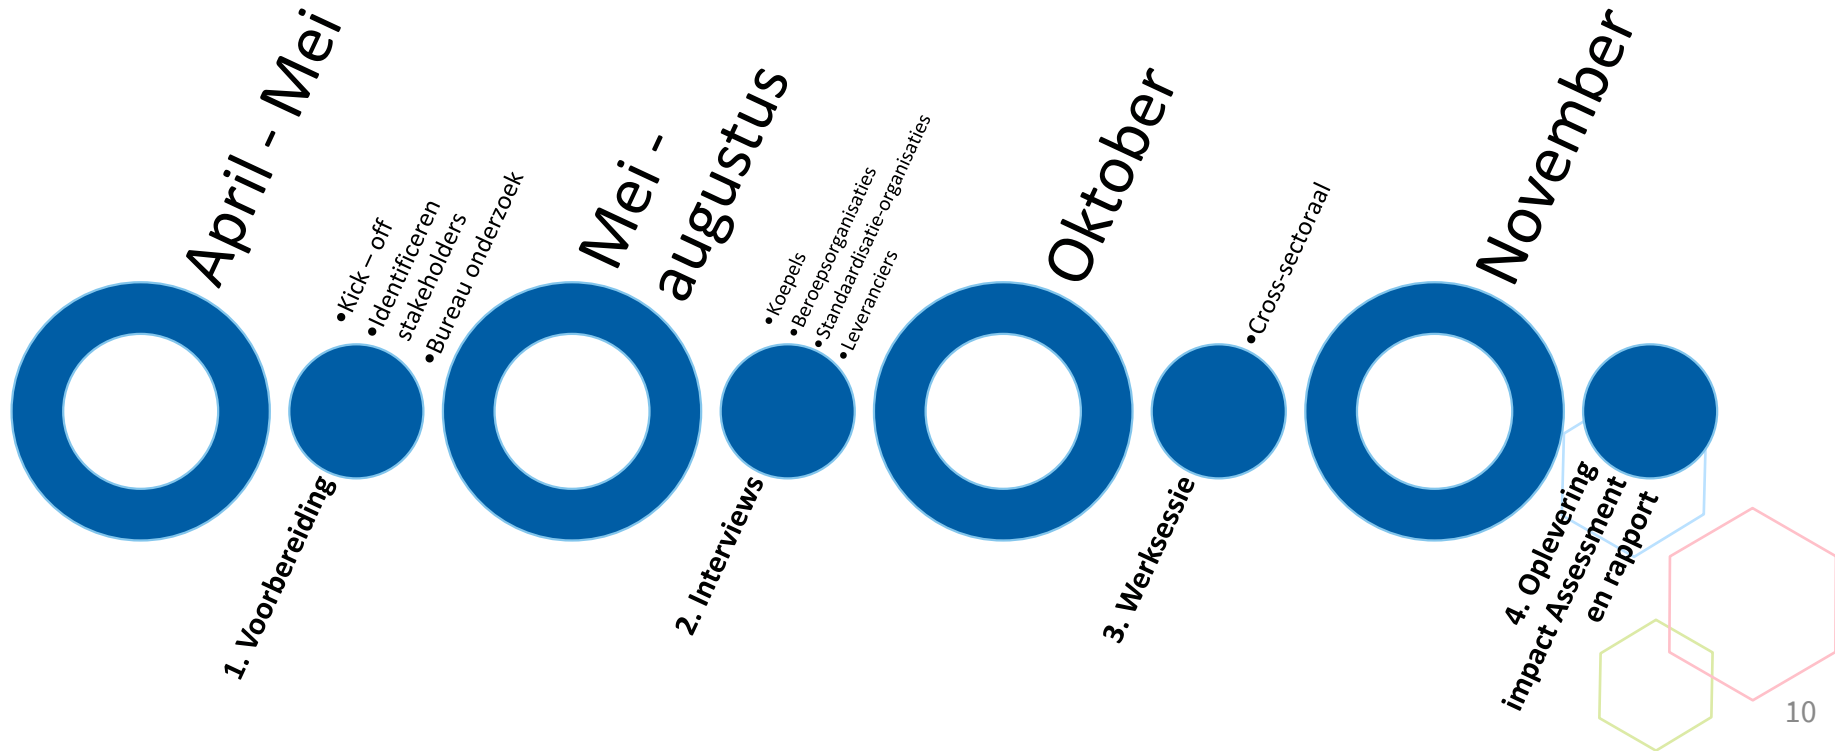 April - Mei
•Kick – off
•Identificeren
stakeholders
•Bureau onderzoek
1. Voorbereiding
Mei -
augustus
•Koepels
•Beroepsorganisaties
•Standaardisatie-organisaties
•Leveranciers
2. Interviews
Oktober
•Cross-sectoraal
3. Werksessie
November
4. Oplevering
impact Assessment
en rapport
10